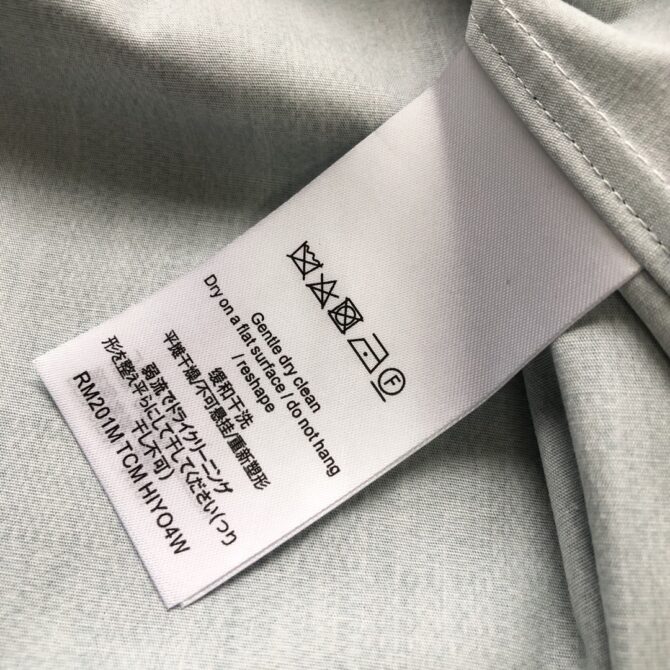 F
Gentle dry clean
Dry on a flat surface / do not hang
/ reshape
缓和干洗
平摊干燥/不可悬挂/重新塑形
弱流でドライクリーニング
形を整え平らにして干してください(つり
干し不可)
RM201M TCM HIYO4W